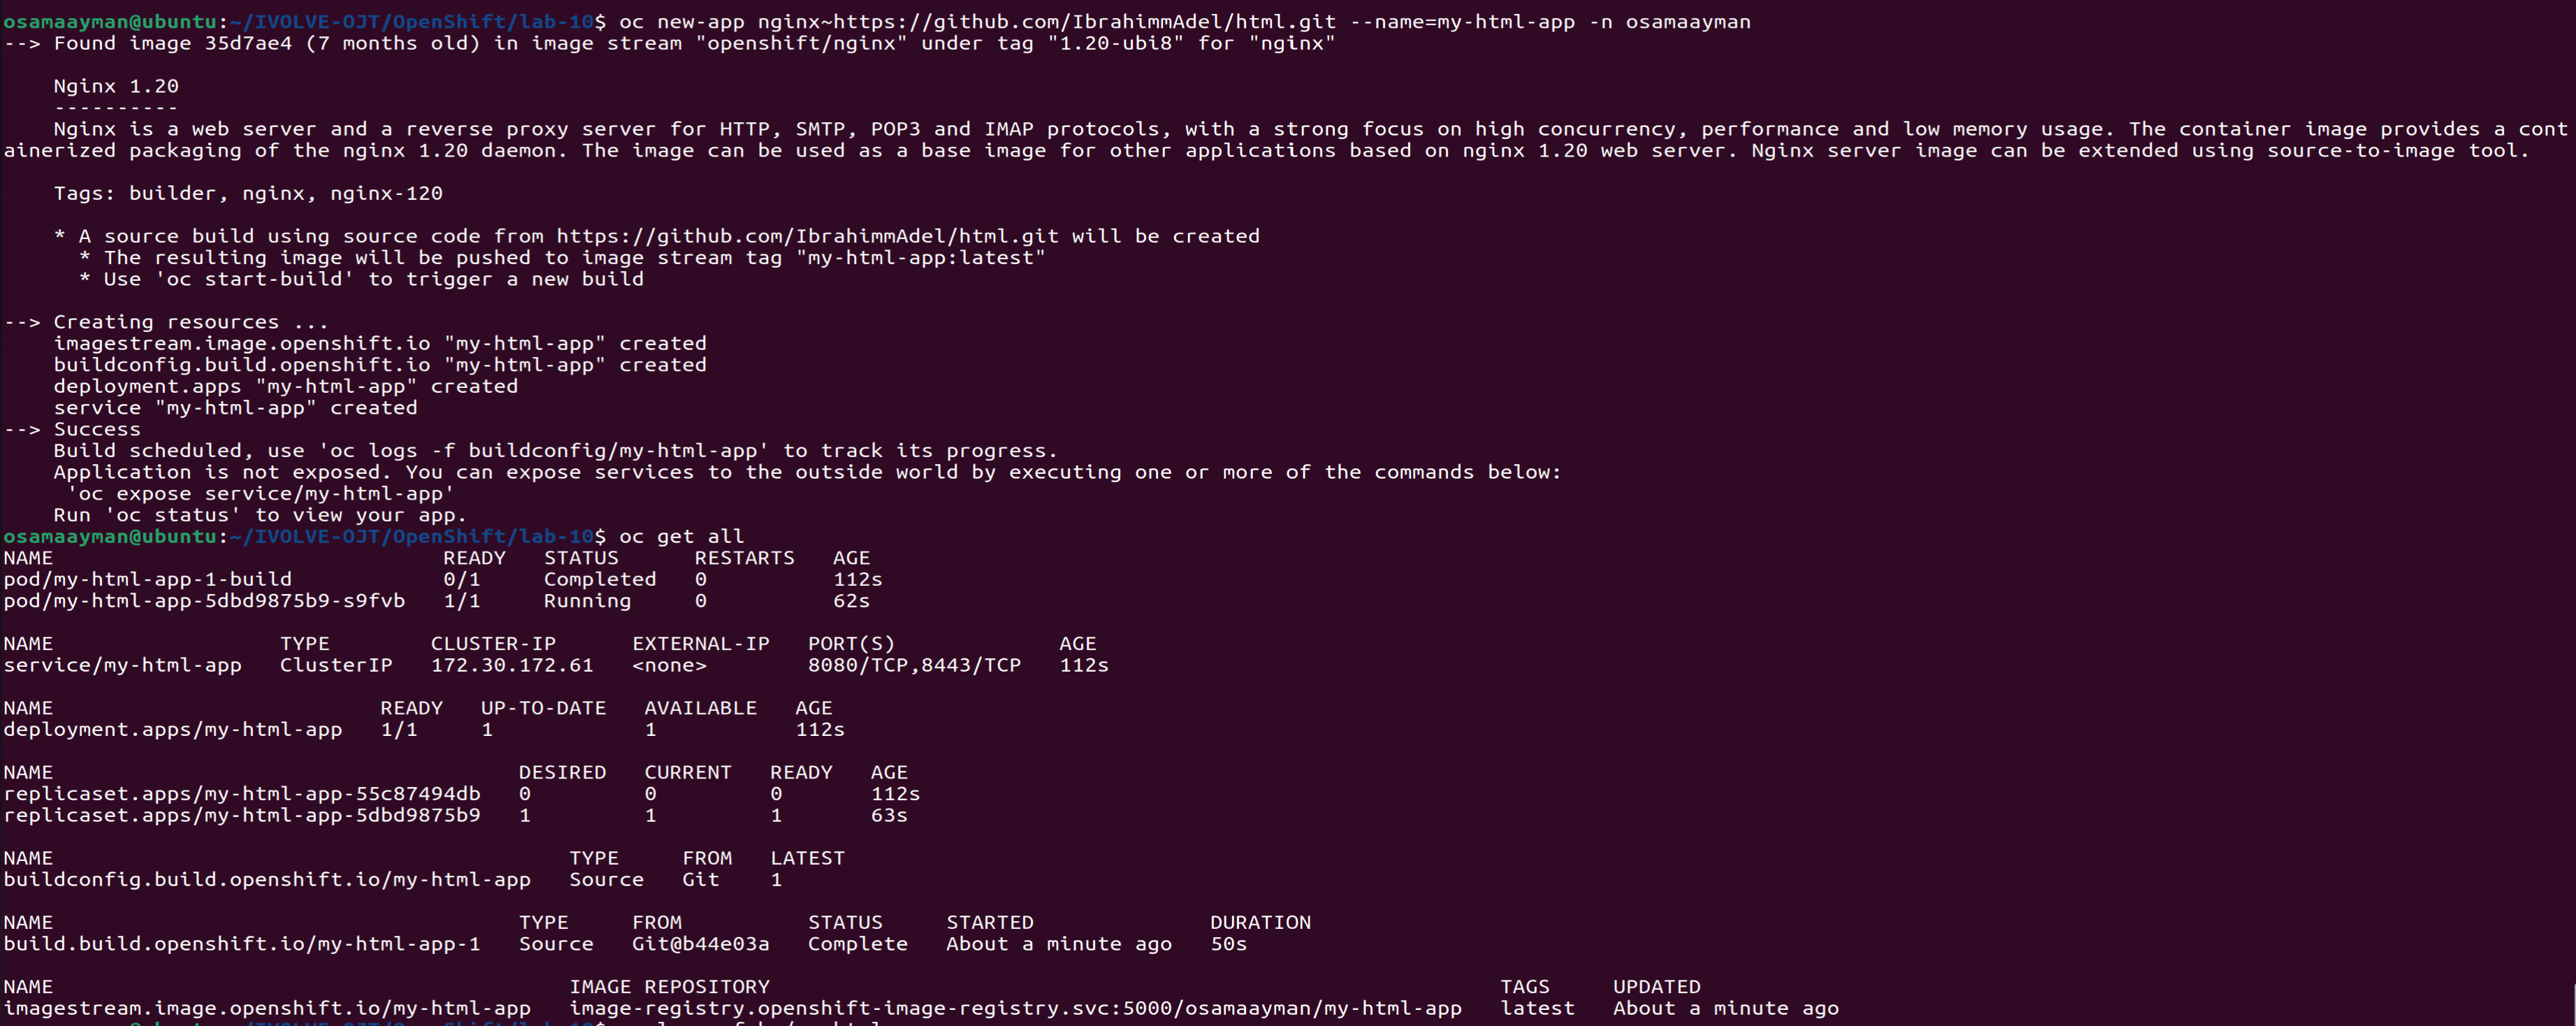 osamaayman@ubuntu:~/IVOLVE-OJT/OpenShift/lab-10$ oc new-app nginx~https://github.com/IbrahimmAdel/html.git --name=my-html-app -n osamaayman
--> Found image 35d7ae4 (7 months old) in image stream "openshift/nginx" under tag "1.20-ubi8" for "nginx"

    Nginx 1.20
    ----------
    Nginx is a web server and a reverse proxy server for HTTP, SMTP, POP3 and IMAP protocols, with a strong focus on high concurrency, performance and low memory usage. The container image provides a cont
ainerized packaging of the nginx 1.20 daemon. The image can be used as a base image for other applications based on nginx 1.20 web server. Nginx server image can be extended using source-to-image tool.

    Tags: builder, nginx, nginx-120

    * A source build using source code from https://github.com/IbrahimmAdel/html.git will be created
      * The resulting image will be pushed to image stream tag "my-html-app:latest"
      * Use 'oc start-build' to trigger a new build

--> Creating resources ...
    imagestream.image.openshift.io "my-html-app" created
    buildconfig.build.openshift.io "my-html-app" created
    deployment.apps "my-html-app" created
    service "my-html-app" created
--> Success
    Build scheduled, use 'oc logs -f buildconfig/my-html-app' to track its progress.
    Application is not exposed. You can expose services to the outside world by executing one or more of the commands below:
     'oc expose service/my-html-app'
    Run 'oc status' to view your app.
osamaayman@ubuntu:~/IVOLVE-OJT/OpenShift/lab-10$ oc get all
NAME                               READY   STATUS      RESTARTS   AGE
pod/my-html-app-1-build            0/1     Completed   0          112s
pod/my-html-app-5dbd9875b9-s9fvb   1/1     Running     0          62s

NAME                  TYPE        CLUSTER-IP      EXTERNAL-IP   PORT(S)             AGE
service/my-html-app   ClusterIP   172.30.172.61   <none>        8080/TCP,8443/TCP   112s

NAME                          READY   UP-TO-DATE   AVAILABLE   AGE
deployment.apps/my-html-app   1/1     1            1           112s

NAME                                     DESIRED   CURRENT   READY   AGE
replicaset.apps/my-html-app-55c87494db   0         0         0       112s
replicaset.apps/my-html-app-5dbd9875b9   1         1         1       63s

NAME                                         TYPE     FROM   LATEST
buildconfig.build.openshift.io/my-html-app   Source   Git    1

NAME                                     TYPE     FROM          STATUS     STARTED              DURATION
build.build.openshift.io/my-html-app-1   Source   Git@b44e03a   Complete   About a minute ago   50s

NAME                                         IMAGE REPOSITORY                                                          TAGS     UPDATED
imagestream.image.openshift.io/my-html-app   image-registry.openshift-image-registry.svc:5000/osamaayman/my-html-app   latest   About a minute ago